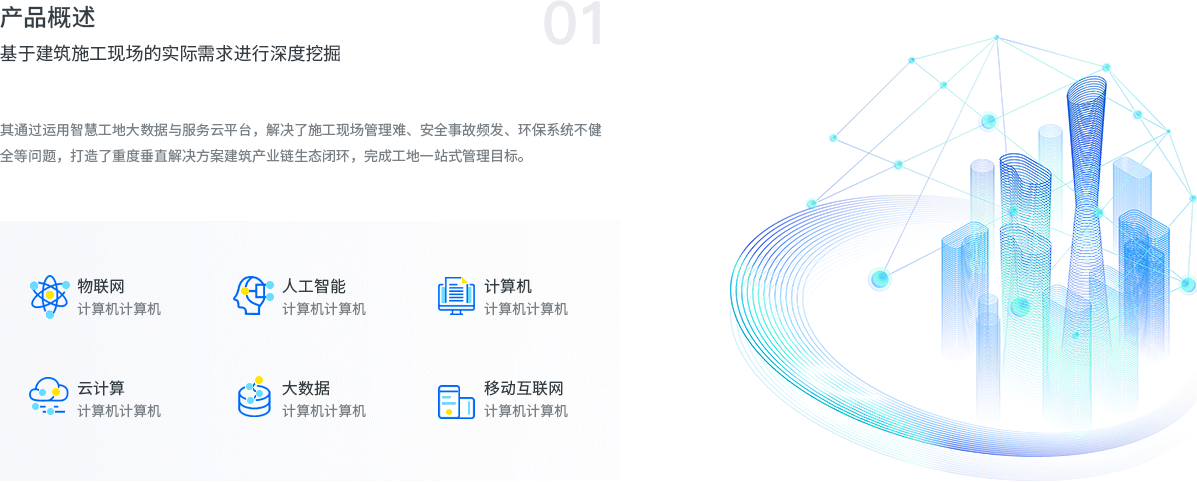 产品概述
01
基于建筑施工现场的实际需求进行深度挖掘
其通过运用智慧工地大数据与服务云平台，解决了施工现场管理难、安全事故频发、环保系统不健
全等问题，打造了重度垂直解决方案建筑产业链生态闭环，完成工地一站式管理目标。
物联网
计算机计算机
人工智能
计算机计算机
计算机
计算机计算机
云计算
计算机计算机
大数据
计算机计算机
移动互联网
计算机计算机